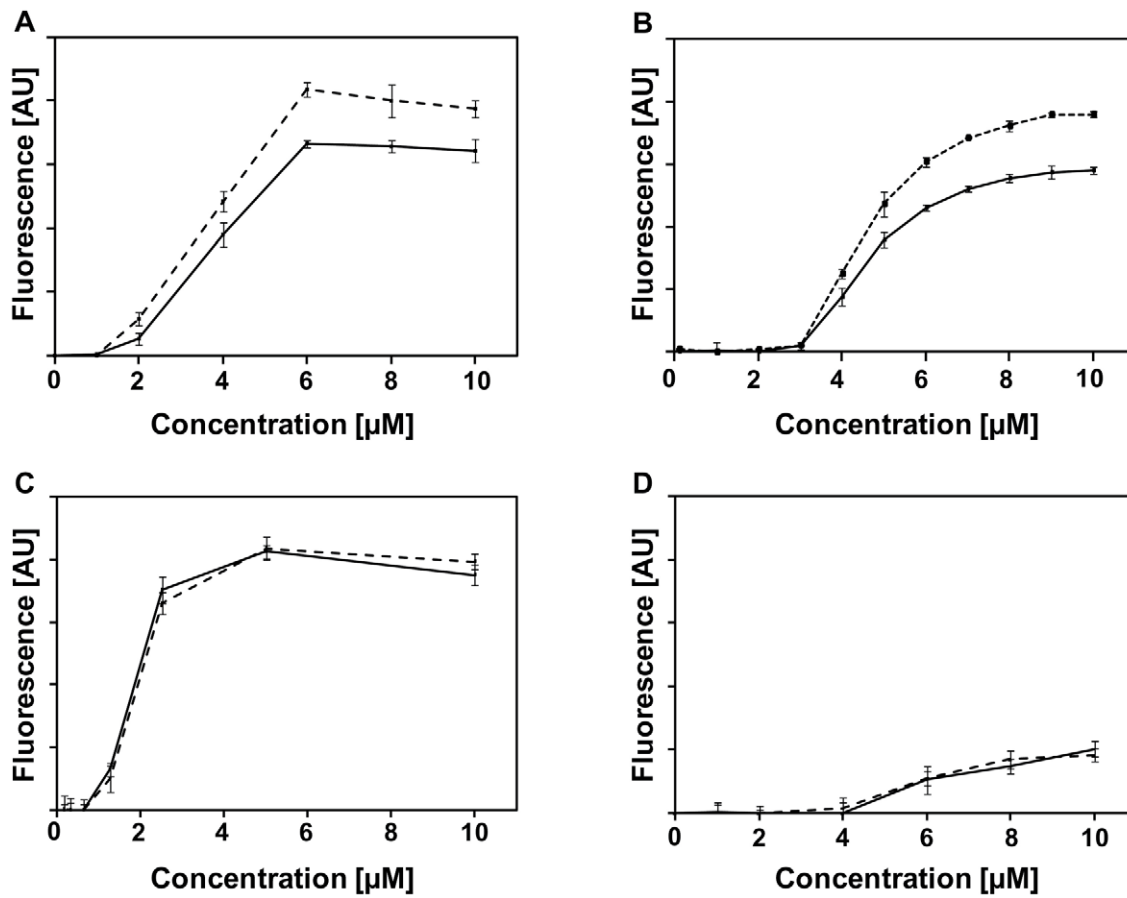 A
Fluorescence [AU]
0 2 4 6 8 10
Concentration [µM]
B
Fluorescence [AU]
0 2 4 6 8 10
Concentration [µM]
C
Fluorescence [AU]
0 2 4 6 8 10
Concentration [µM]
D
Fluorescence [AU]
0 2 4 6 8 10
Concentration [µM]